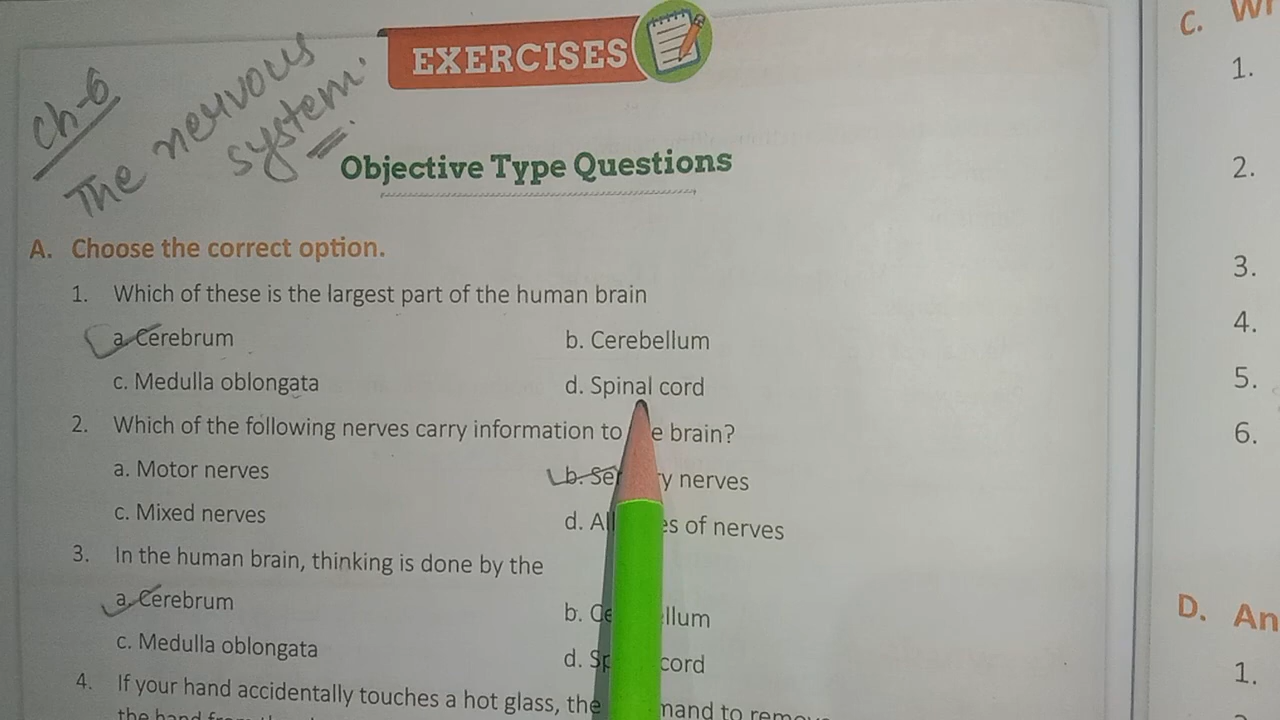 EXERCISES
Ch-6
The nervous
system.
Objective Type Questions
A. Choose the correct option.
1. Which of these is the largest part of the human brain
a. Cerebrum b. Cerebellum
c. Medulla oblongata d. Spinal cord
2. Which of the following nerves carry information to brain?
a. Motor nerves b. nerves
c. Mixed nerves d. of nerves
3. In the human brain, thinking is done by the
a. Cerebrum b.
c. Medulla oblongata d. cord
4. If your hand accidentally touches a hot glass, the to
the hand
C.
1.
2.
3.
4.
5.
6.
D.
1.